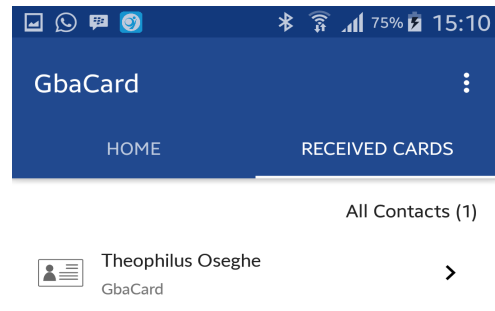 75% 15:10
GbaCard
HOME RECEIVED CARDS
All Contacts (1)
Theophilus Oseghe
GbaCard